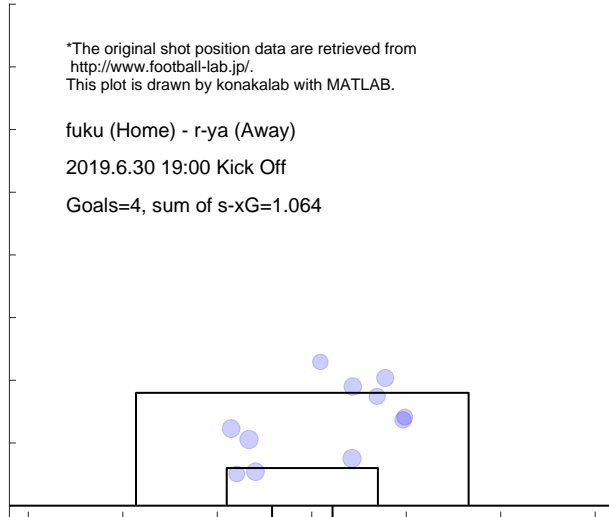 *The original shot position data are retrieved from
http://www.football-lab.jp/.
This plot is drawn by konakalab with MATLAB.
fuku (Home) - r-ya (Away)
2019.6.30 19:00 Kick Off
Goals=4, sum of s-xG=1.064